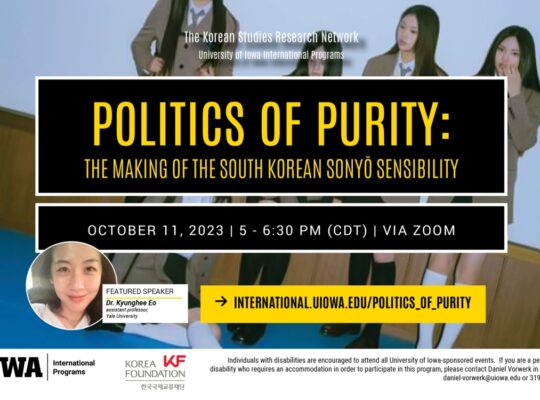 The Korean Studies Research Network
University of Iowa International Programs
POLITICS OF PURITY:
THE MAKING OF THE SOUTH KOREAN SONYŎ SENSIBILITY
OCTOBER 11, 2023 | 5 - 6:30 PM (CDT) | VIA ZOOM
FEATURED SPEAKER
Dr. Kyunghee Eo
assistant professor,
Yale University
→ INTERNATIONAL.UIOWA.EDU/POLITICS_OF_PURITY
WA
International
Programs
KOREA KF
FOUNDATION
한국국제교류재단
Individuals with disabilities are encouraged to attend all University of Iowa-sponsored events. If you are a pe
disability who requires an accommodation in order to participate in this program, please contact Daniel Vorwerk in
daniel-vorwerk@uiowa.edu or 319